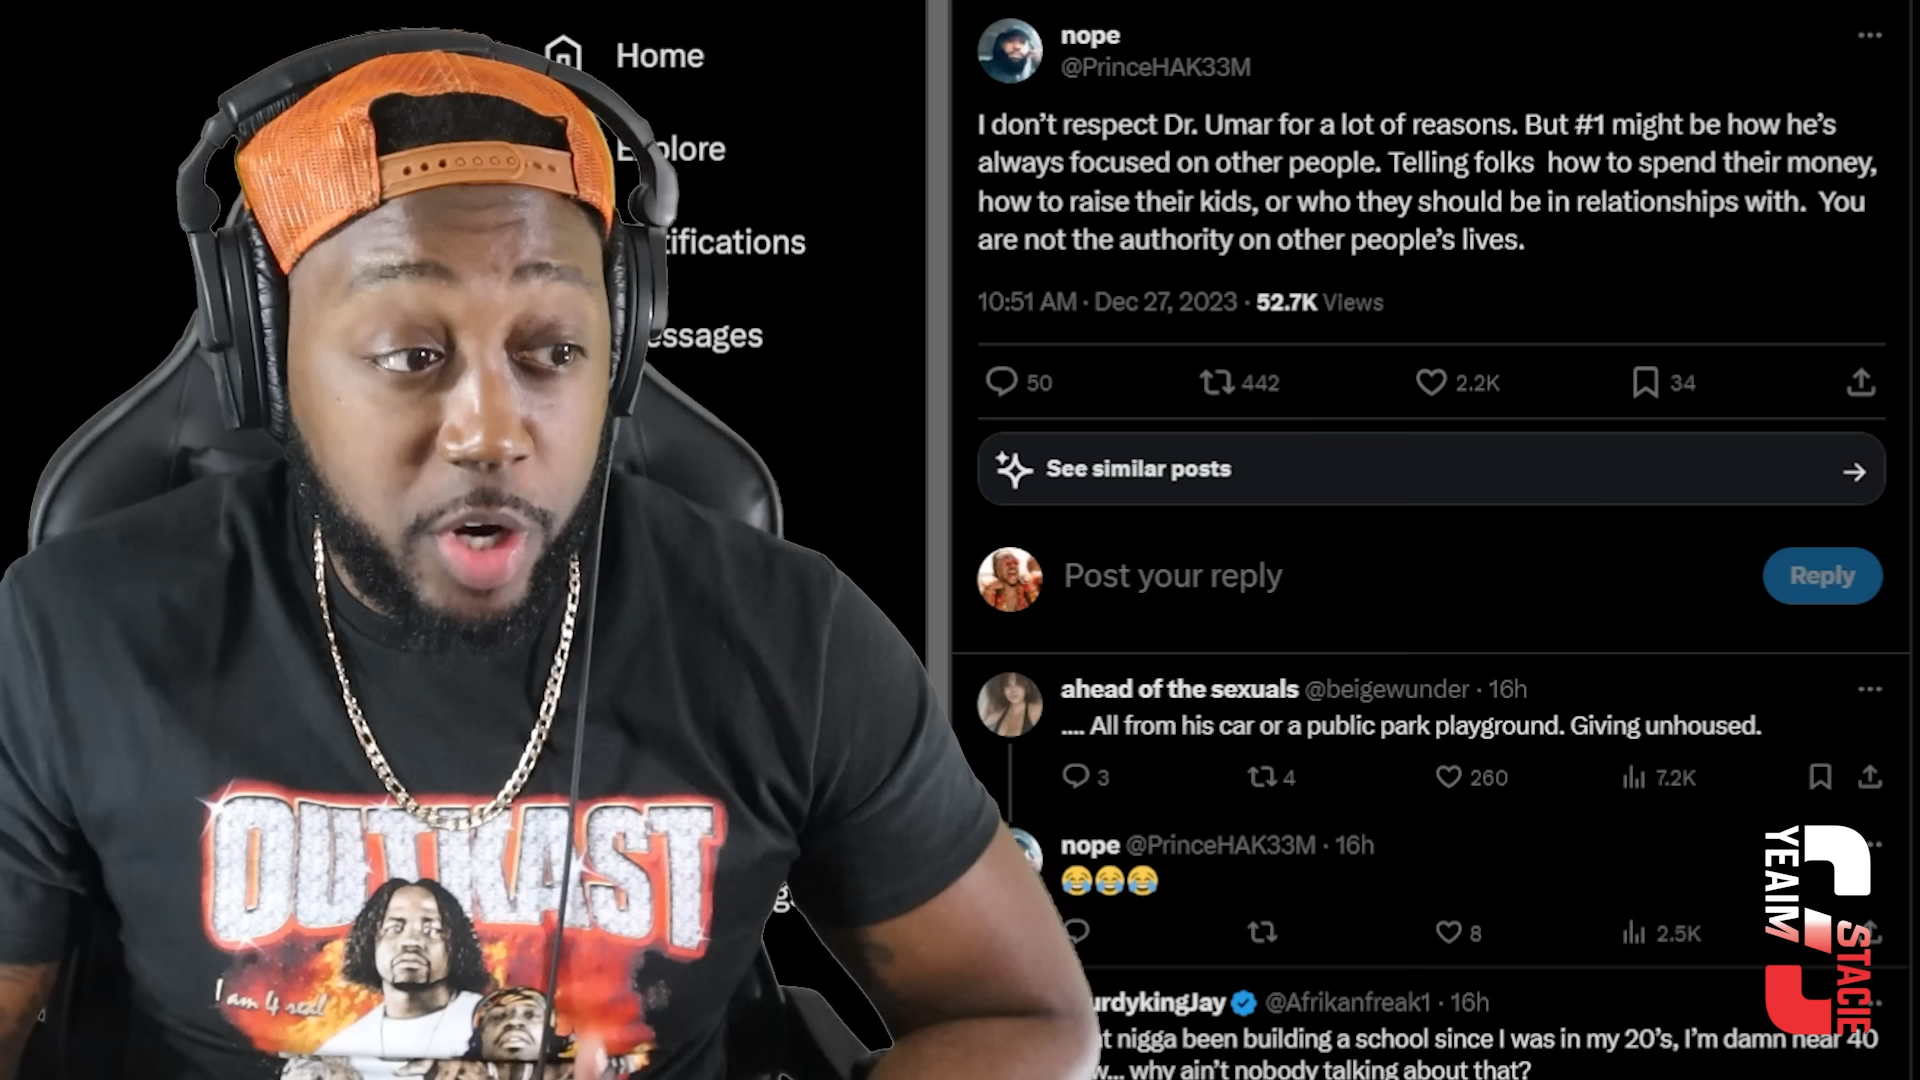 Home
Explore
tifications
essages
nope
@PrinceHAK33M
I don't respect Dr. Umar for a lot of reasons. But #1 might be how he's
always focused on other people. Telling folks how to spend their money,
how to raise their kids, or who they should be in relationships with. You
are not the authority on other people's lives.
10:51 AM · Dec 27, 2023 · 52.7K Views
50 442 2.2K 34
See similar posts
Post your reply
Reply
ahead of the sexuals @beigewunder · 16h
.... All from his car or a public park playground. Giving unhoused.
3 4 260 7.2K
nope @PrinceHAK33M · 16h
😂😂😂
8 2.5K
urdykingJay @Afrikanfreak1 · 16h
t nigga been building a school since I was in my 20's, I'm damn near 40
w... why ain't nobody talking about that?
OUTKAST
I am 4 real
YEAIM
STACIE